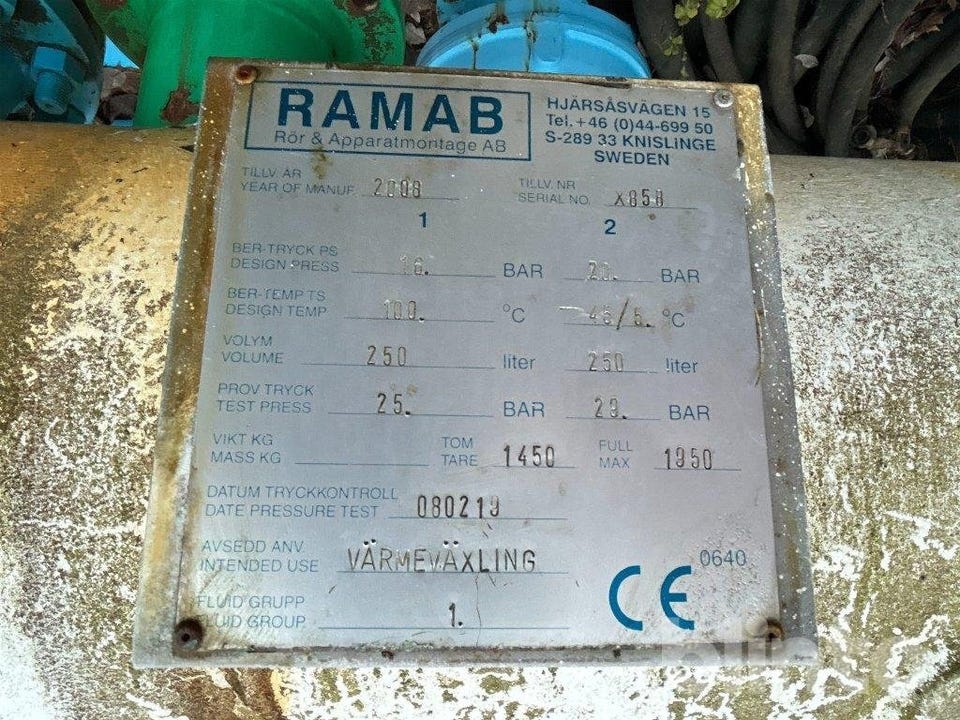 RAMAB
Rör & Apparatmontage AB
HJÄRSÅSVÄGEN 15
Tel. +46 (0)44-699 50
S-289 33 KNISLINGE
SWEDEN
TILLV. ÅR
YEAR OF MANUF. 2008
TILLV. NR
SERIAL NO. X858
1 2
BER-TRYCK PS
DESIGN PRESS 16. BAR 20. BAR
BER-TEMP TS
DESIGN TEMP 100. °C °C
VOLYM
VOLUME 250 liter 250 liter
PROV TRYCK
TEST PRESS 25. BAR 29. BAR
VIKT KG TOM FULL
MASS KG TARE 1450 MAX 1950
DATUM TRYCKKONTROLL
DATE PRESSURE TEST 080219
AVSEDD ANV.
INTENDED USE VÄRMEVÄXLING
CE 0640
FLUID GRUPP
FLUID GROUP 1.